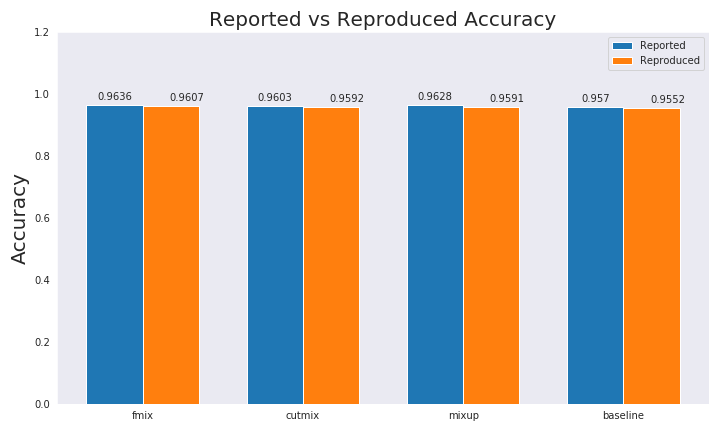 Reported vs Reproduced Accuracy
1.2
Reported
Reproduced
1.0
0.9636
0.9607
0.9603
0.9592
0.9628
0.9591
0.957
0.9552
0.8
0.6
0.4
0.2
0.0
Accuracy
fmix
cutmix
mixup
baseline